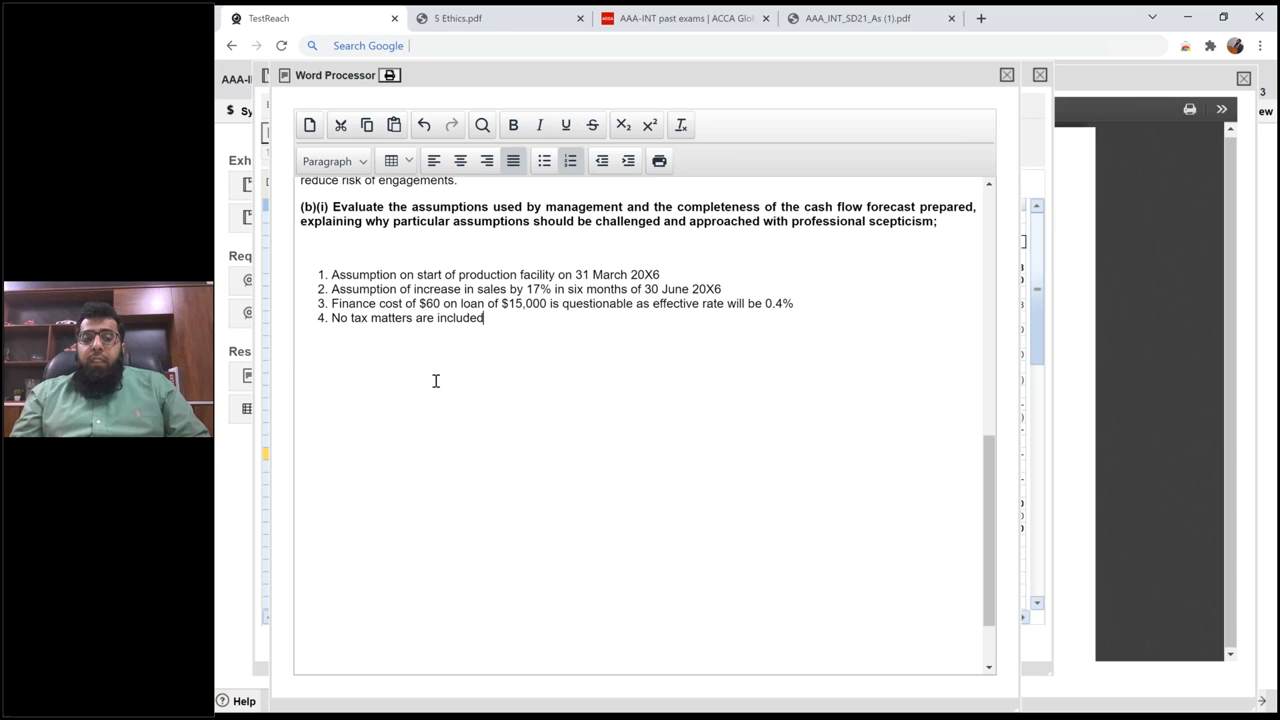 TestReach
5 Ethics.pdf
AAA-INT past exams | ACCA Glo
AAA_INT_SD21_As (1).pdf
Search Google
AAA-I
Word Processor
3
$ Sy
ew
Exh
Paragraph
reduce risk of engagements.
(b)(i) Evaluate the assumptions used by management and the completeness of the cash flow forecast prepared,
explaining why particular assumptions should be challenged and approached with professional scepticism;
Req
1. Assumption on start of production facility on 31 March 20X6
2. Assumption of increase in sales by 17% in six months of 30 June 20X6
3. Finance cost of $60 on loan of $15,000 is questionable as effective rate will be 0.4%
4. No tax matters are included
Res
Help